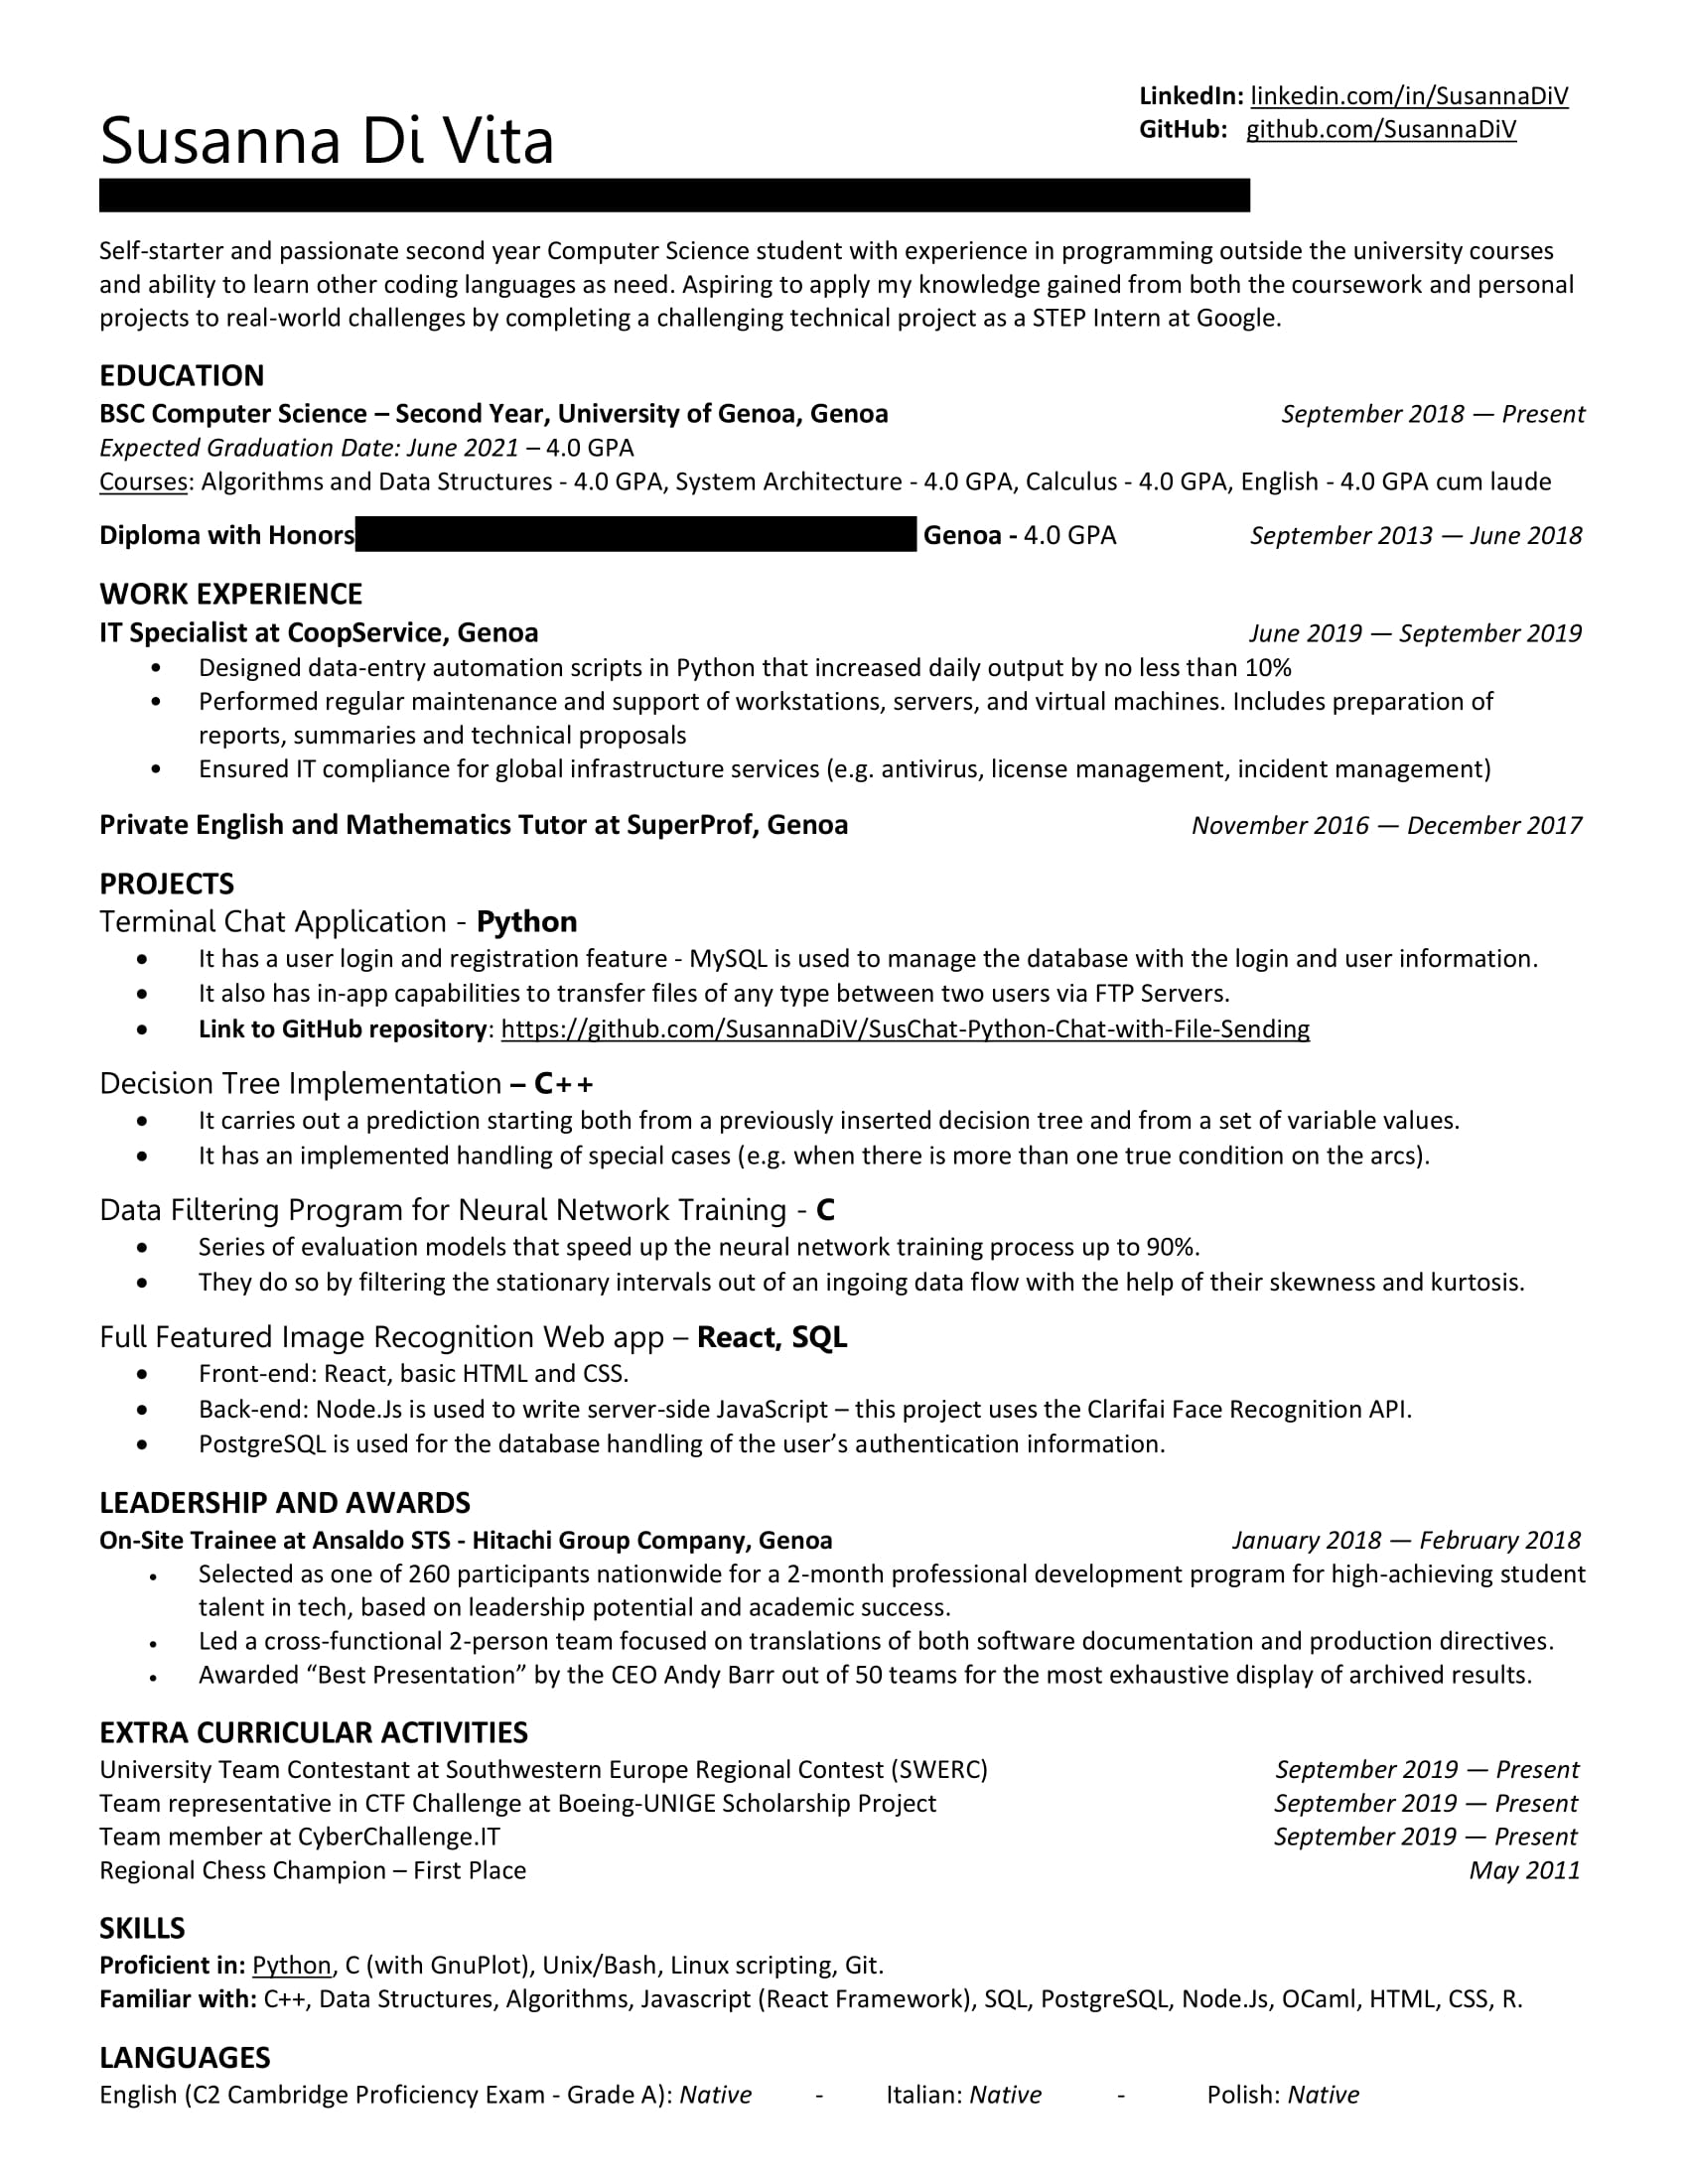 LinkedIn: linkedin.com/in/SusannaDiV
GitHub: github.com/SusannaDiV
Susanna Di Vita
Self-starter and passionate second year Computer Science student with experience in programming outside the university courses
and ability to learn other coding languages as need. Aspiring to apply my knowledge gained from both the coursework and personal
projects to real-world challenges by completing a challenging technical project as a STEP Intern at Google.
EDUCATION
BSC Computer Science – Second Year, University of Genoa, Genoa September 2018 — Present
Expected Graduation Date: June 2021 – 4.0 GPA
Courses: Algorithms and Data Structures - 4.0 GPA, System Architecture - 4.0 GPA, Calculus - 4.0 GPA, English - 4.0 GPA cum laude
Diploma with Honors Genoa - 4.0 GPA September 2013 — June 2018
WORK EXPERIENCE
IT Specialist at CoopService, Genoa June 2019 — September 2019
• Designed data-entry automation scripts in Python that increased daily output by no less than 10%
• Performed regular maintenance and support of workstations, servers, and virtual machines. Includes preparation of
reports, summaries and technical proposals
• Ensured IT compliance for global infrastructure services (e.g. antivirus, license management, incident management)
Private English and Mathematics Tutor at SuperProf, Genoa November 2016 — December 2017
PROJECTS
Terminal Chat Application - Python
• It has a user login and registration feature - MySQL is used to manage the database with the login and user information.
• It also has in-app capabilities to transfer files of any type between two users via FTP Servers.
• Link to GitHub repository: https://github.com/SusannaDiV/SusChat-Python-Chat-with-File-Sending
Decision Tree Implementation – C++
• It carries out a prediction starting both from a previously inserted decision tree and from a set of variable values.
• It has an implemented handling of special cases (e.g. when there is more than one true condition on the arcs).
Data Filtering Program for Neural Network Training - C
• Series of evaluation models that speed up the neural network training process up to 90%.
• They do so by filtering the stationary intervals out of an ingoing data flow with the help of their skewness and kurtosis.
Full Featured Image Recognition Web app – React, SQL
• Front-end: React, basic HTML and CSS.
• Back-end: Node.Js is used to write server-side JavaScript – this project uses the Clarifai Face Recognition API.
• PostgreSQL is used for the database handling of the user’s authentication information.
LEADERSHIP AND AWARDS
On-Site Trainee at Ansaldo STS - Hitachi Group Company, Genoa January 2018 — February 2018
• Selected as one of 260 participants nationwide for a 2-month professional development program for high-achieving student
talent in tech, based on leadership potential and academic success.
• Led a cross-functional 2-person team focused on translations of both software documentation and production directives.
• Awarded “Best Presentation” by the CEO Andy Barr out of 50 teams for the most exhaustive display of archived results.
EXTRA CURRICULAR ACTIVITIES
University Team Contestant at Southwestern Europe Regional Contest (SWERC) September 2019 — Present
Team representative in CTF Challenge at Boeing-UNIGE Scholarship Project September 2019 — Present
Team member at CyberChallenge.IT September 2019 — Present
Regional Chess Champion – First Place May 2011
SKILLS
Proficient in: Python, C (with GnuPlot), Unix/Bash, Linux scripting, Git.
Familiar with: C++, Data Structures, Algorithms, Javascript (React Framework), SQL, PostgreSQL, Node.Js, OCaml, HTML, CSS, R.
LANGUAGES
English (C2 Cambridge Proficiency Exam - Grade A): Native - Italian: Native - Polish: Native